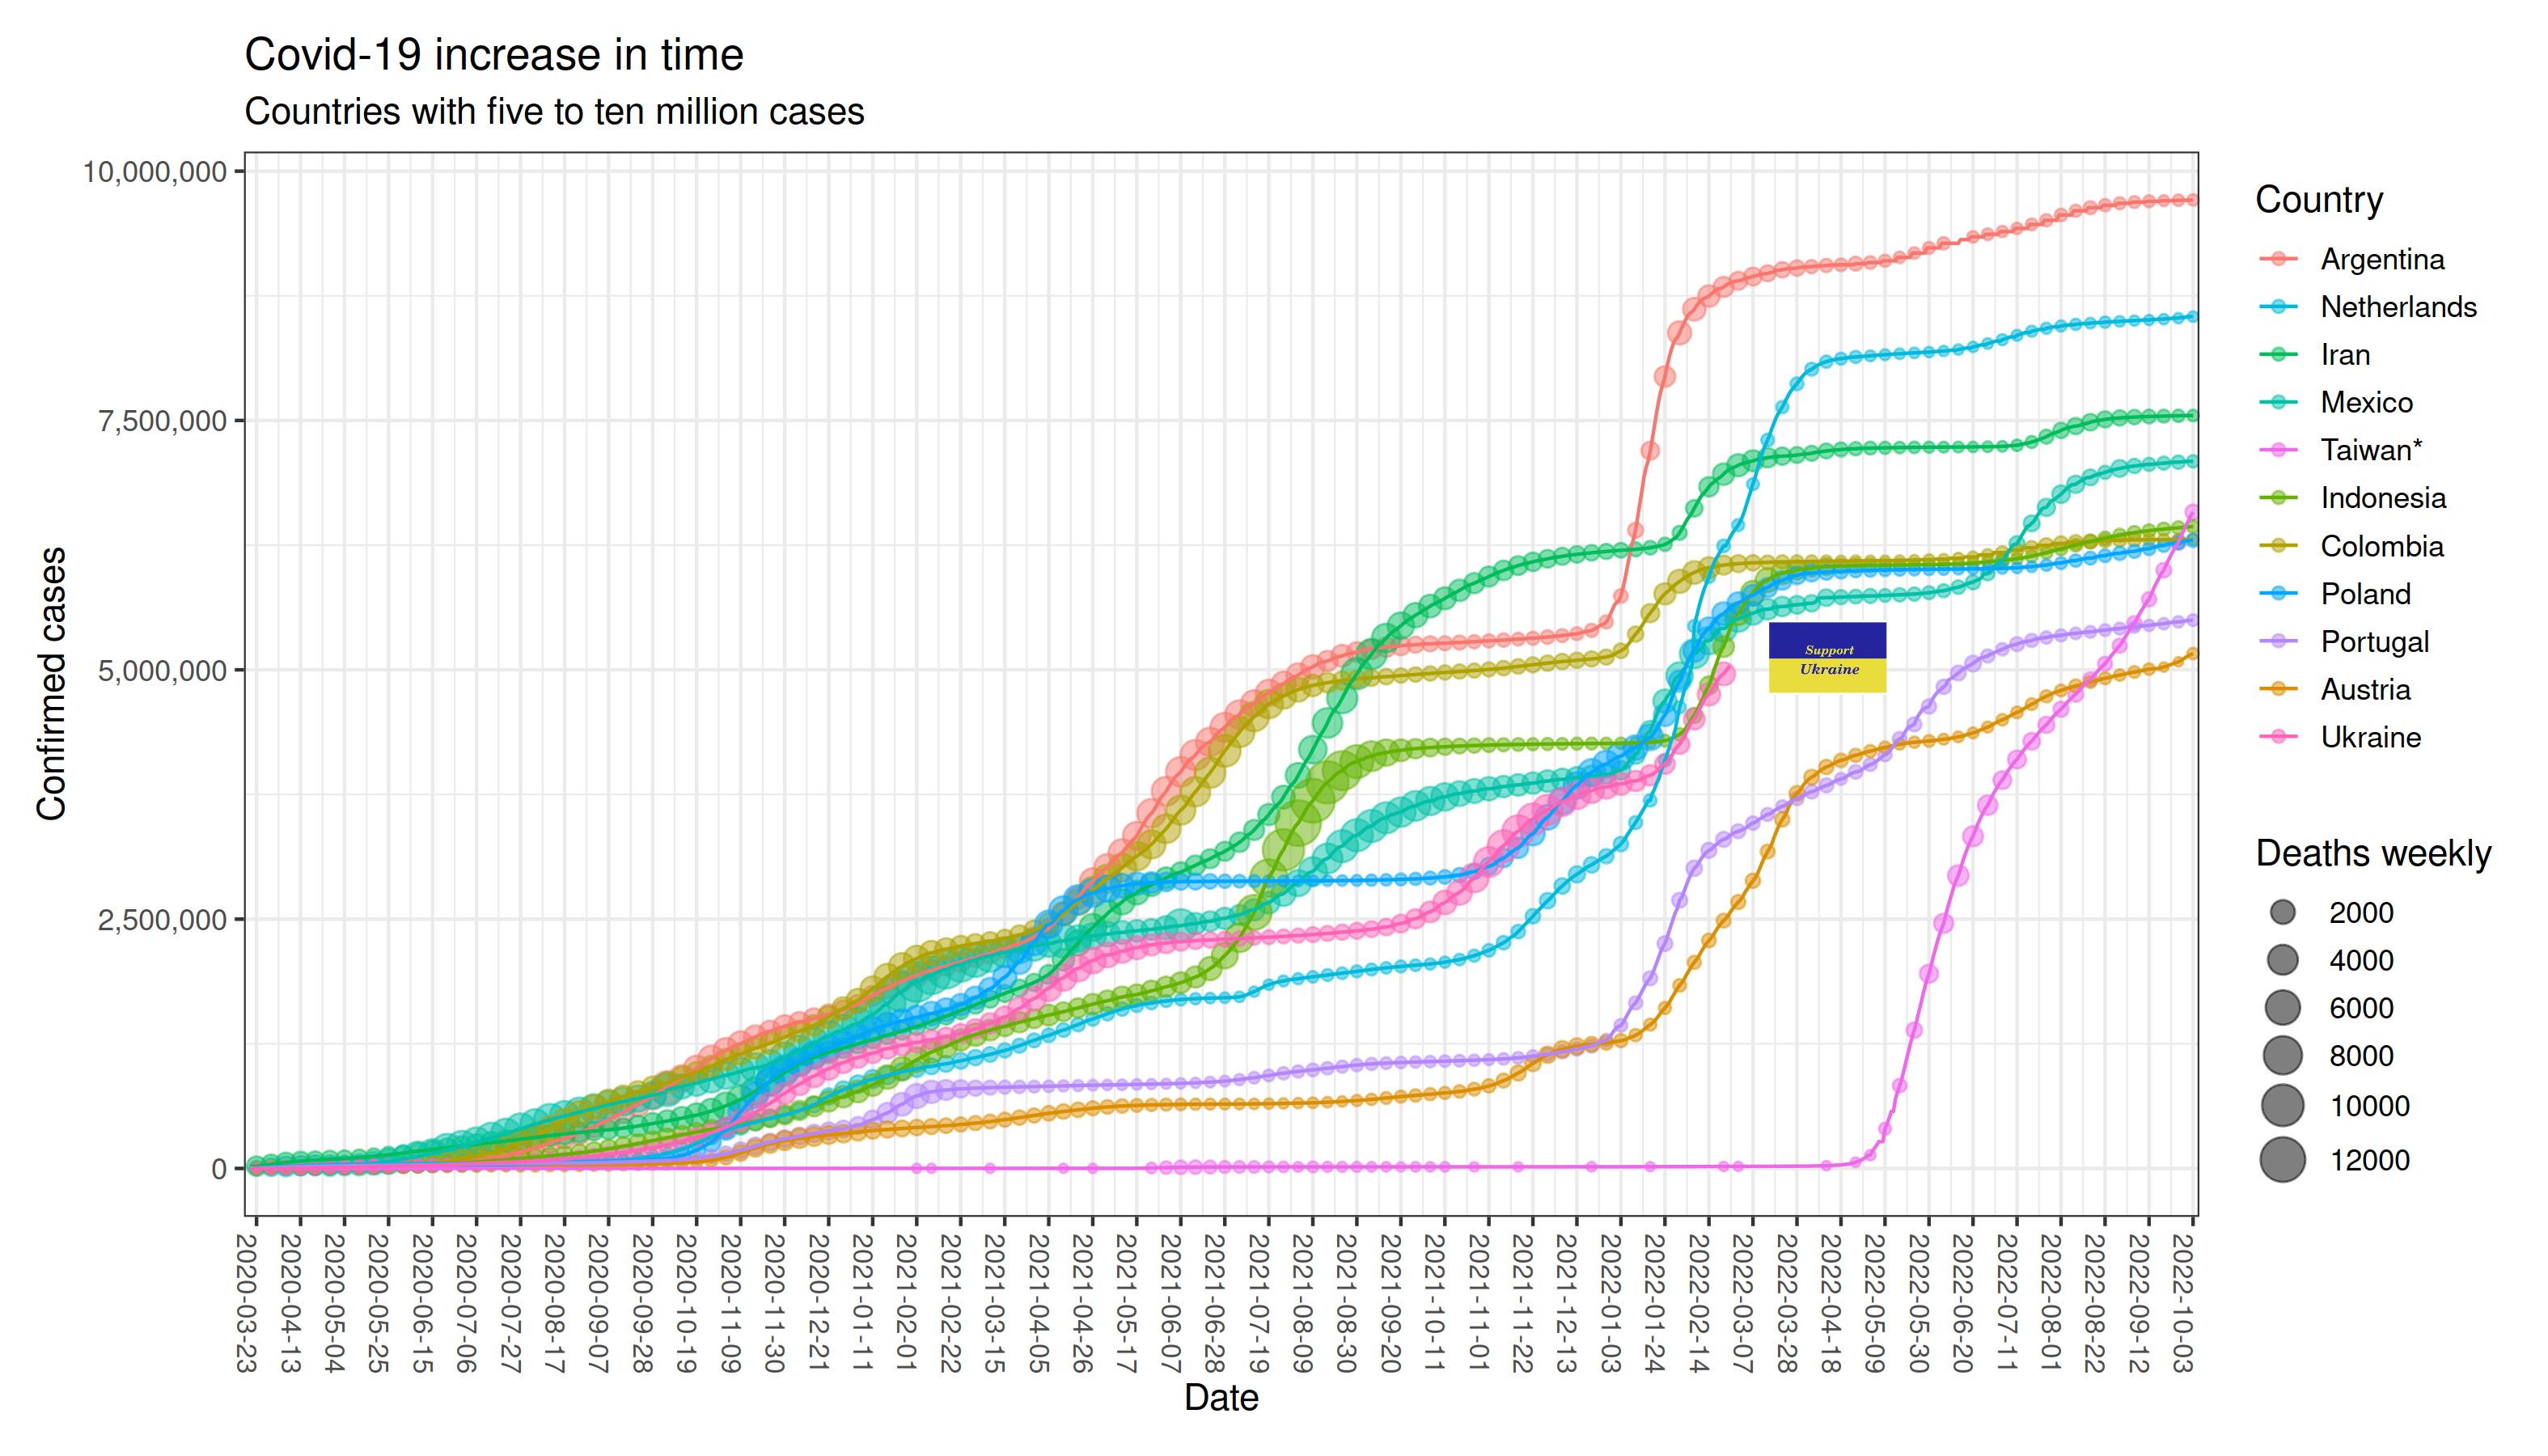 Covid-19 increase in time
Countries with five to ten million cases
10,000,000
7,500,000
5,000,000
2,500,000
0
Confirmed cases
Support
Ukraine
2020-03-23
2020-04-13
2020-05-04
2020-05-25
2020-06-15
2020-07-06
2020-07-27
2020-08-17
2020-09-07
2020-09-28
2020-10-19
2020-11-09
2020-11-30
2020-12-21
2021-01-11
2021-02-01
2021-02-22
2021-03-15
2021-04-05
2021-04-26
2021-05-17
2021-06-07
2021-06-28
2021-07-19
2021-08-09
2021-08-30
2021-09-20
2021-10-11
2021-11-01
2021-11-22
2021-12-13
2022-01-03
2022-01-24
2022-02-14
2022-03-07
2022-03-28
2022-04-18
2022-05-09
2022-05-30
2022-06-20
2022-07-11
2022-08-01
2022-08-22
2022-09-12
2022-10-03
Date
Country
Argentina
Netherlands
Iran
Mexico
Taiwan*
Indonesia
Colombia
Poland
Portugal
Austria
Ukraine
Deaths weekly
2000
4000
6000
8000
10000
12000